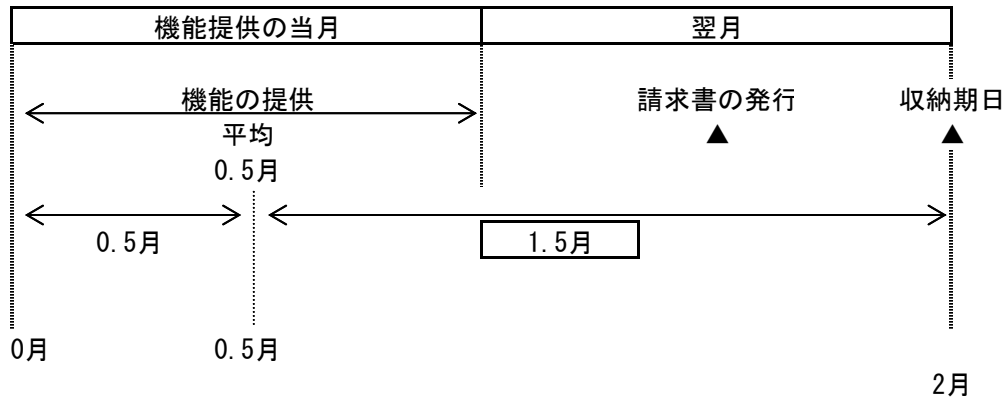 機能提供の当月 翌月
機能の提供 請求書の発行 収納期日
平均 ▲ ▲
0.5月
0.5月 1.5月
0月 0.5月
2月